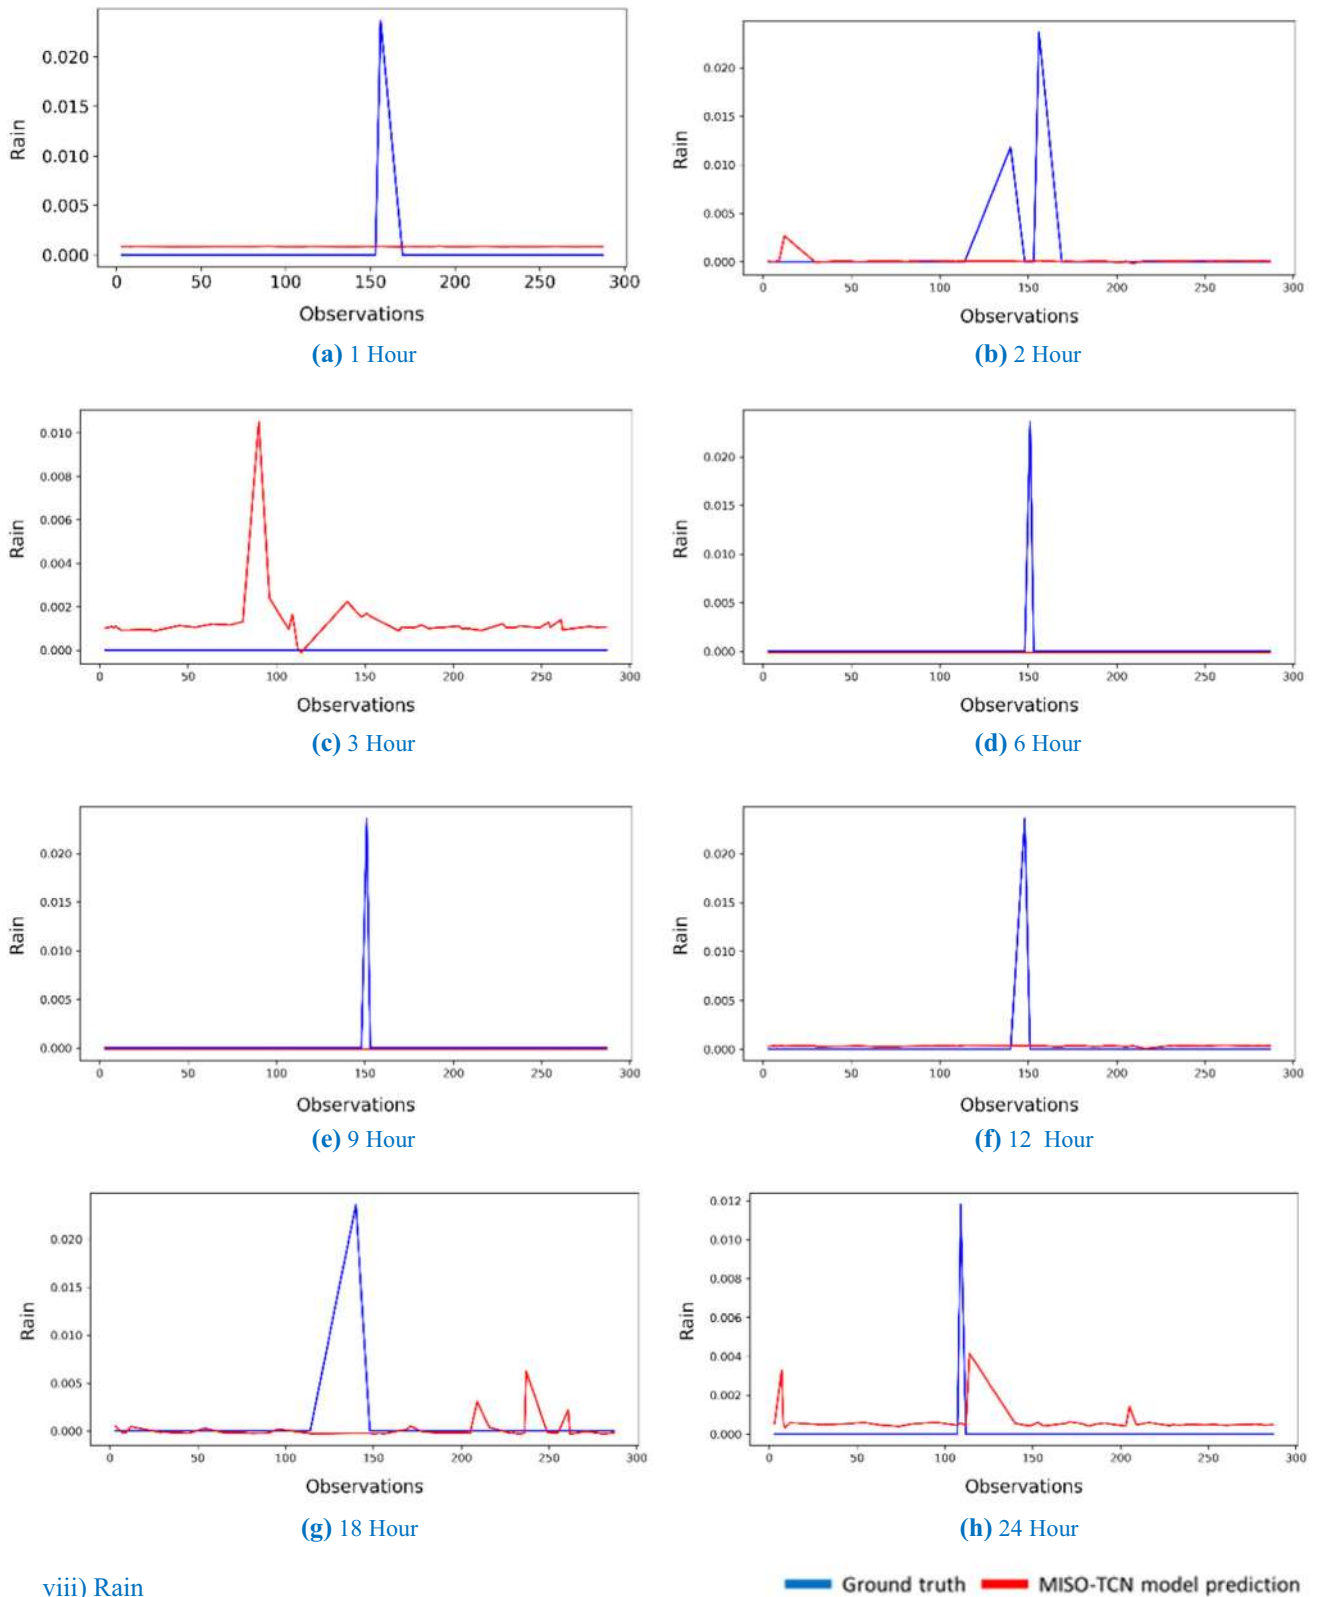 0.020
0.015
0.010
0.005
0.000
Rain
0 50 100 150 200 250 300
Observations
(a) 1 Hour
0.020
0.015
0.010
0.005
0.000
Rain
0 50 100 150 200 250 300
Observations
(b) 2 Hour
0.010
0.008
0.006
0.004
0.002
0.000
Rain
0 50 100 150 200 250 300
Observations
(c) 3 Hour
0.020
0.015
0.010
0.005
0.000
Rain
0 50 100 150 200 250 300
Observations
(d) 6 Hour
0.020
0.015
0.010
0.005
0.000
Rain
0 50 100 150 200 250 300
Observations
(e) 9 Hour
0.020
0.015
0.010
0.005
0.000
Rain
0 50 100 150 200 250 300
Observations
(f) 12 Hour
0.020
0.015
0.010
0.005
0.000
Rain
0 50 100 150 200 250 300
Observations
(g) 18 Hour
0.012
0.010
0.008
0.006
0.004
0.002
0.000
Rain
0 50 100 150 200 250 300
Observations
(h) 24 Hour
viii) Rain
Ground truth MISO-TCN model prediction